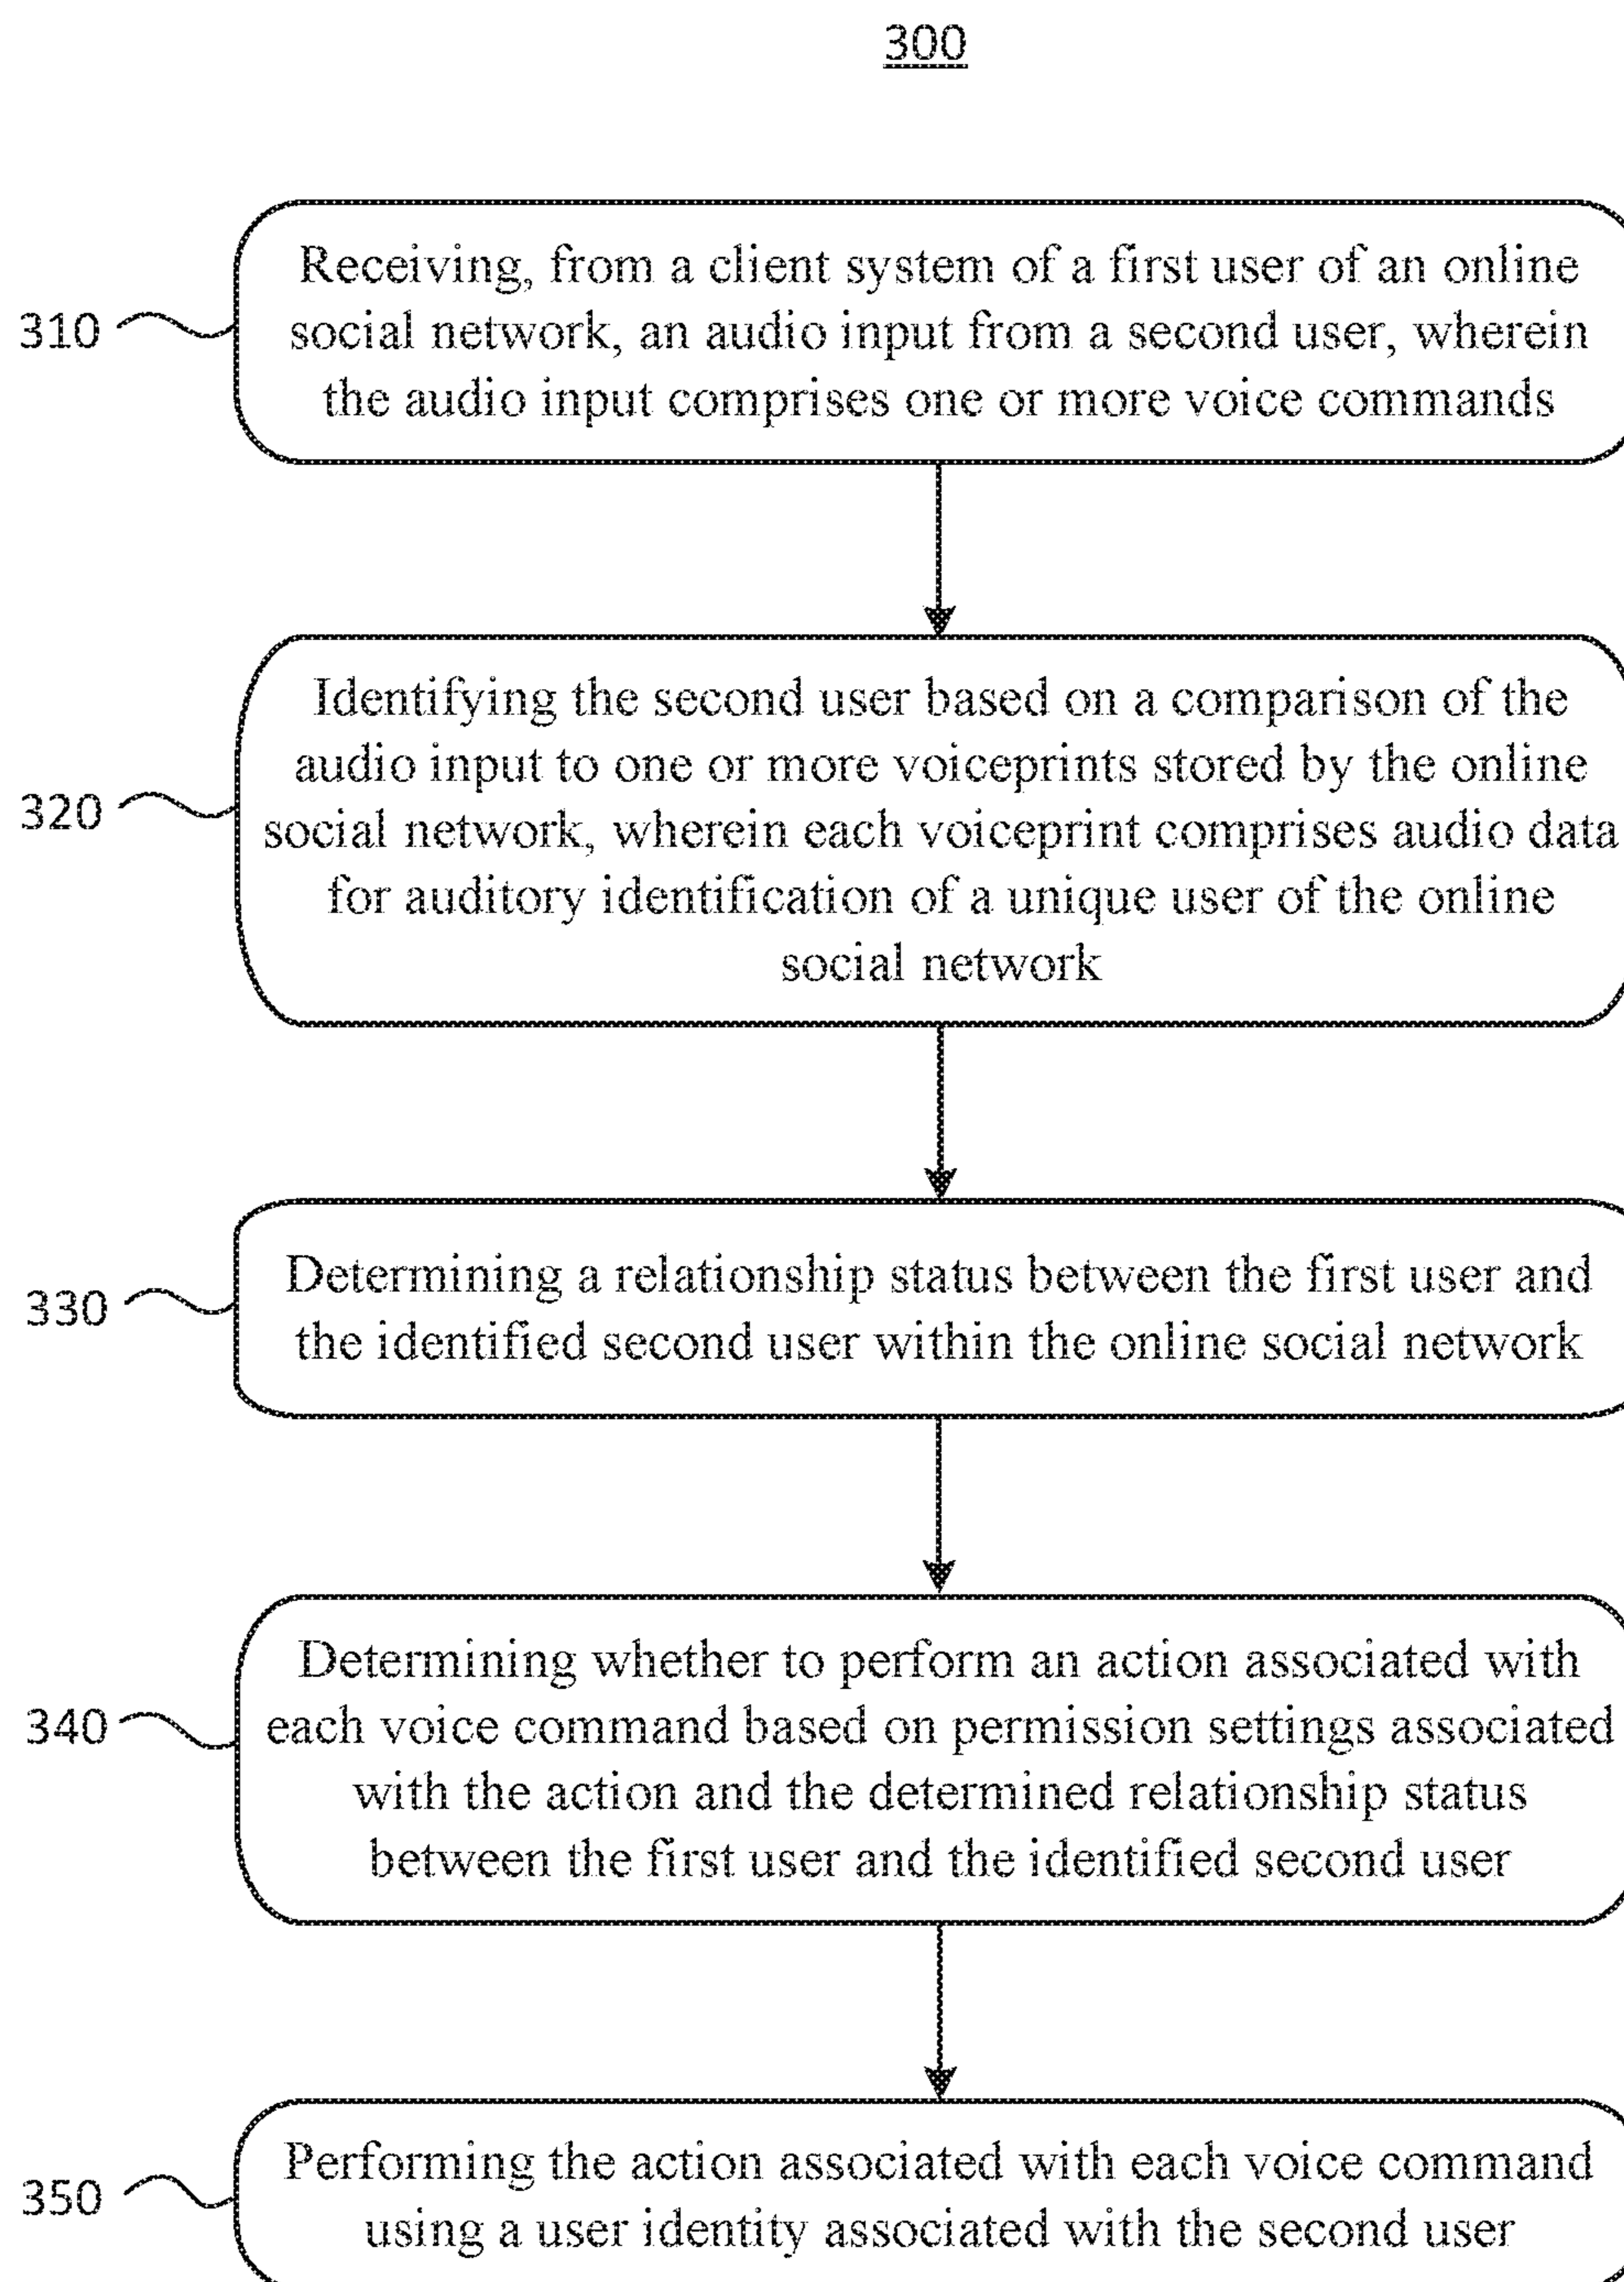 300
310
Receiving, from a client system of a first user of an online
social network, an audio input from a second user, wherein
the audio input comprises one or more voice commands
320
Identifying the second user based on a comparison of the
audio input to one or more voiceprints stored by the online
social network, wherein each voiceprint comprises audio data
for auditory identification of a unique user of the online
social network
330
Determining a relationship status between the first user and
the identified second user within the online social network
340
Determining whether to perform an action associated with
each voice command based on permission settings associated
with the action and the determined relationship status
between the first user and the identified second user
350
Performing the action associated with each voice command
using a user identity associated with the second user